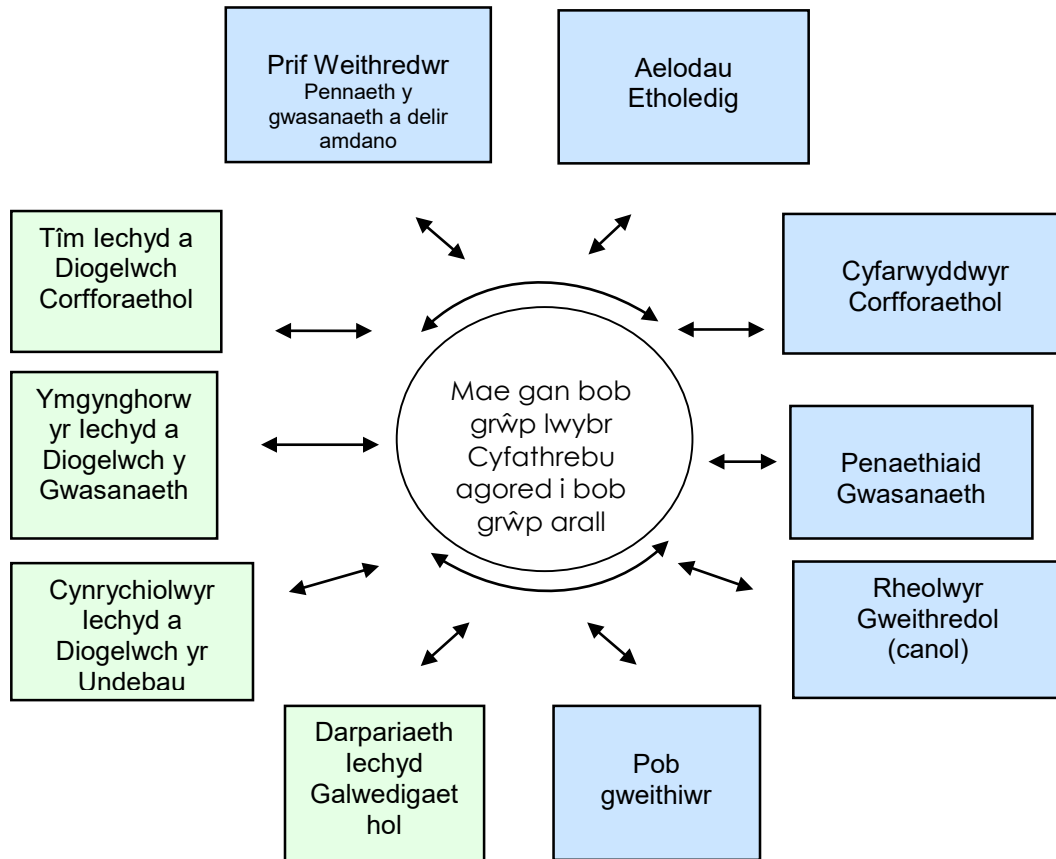 Prif Weithredwr
Pennaeth y
gwasanaeth a delir
amdano
Aelodau
Etholedig
Tîm Iechyd a
Diogelwch
Corfforaethol
Cyfarwyddwyr
Corfforaethol
Mae gan bob
grŵp lwybr
Cyfathrebu
agored i bob
grŵp arall
Ymgynghorw
yr Iechyd a
Diogelwch y
Gwasanaeth
Penaethiaid
Gwasanaeth
Cynrychiolwyr
Iechyd a
Diogelwch yr
Undebau
Rheolwyr
Gweithredol
(canol)
Darpariaeth
Iechyd
Galwedigaet
hol
Pob
gweithiwr